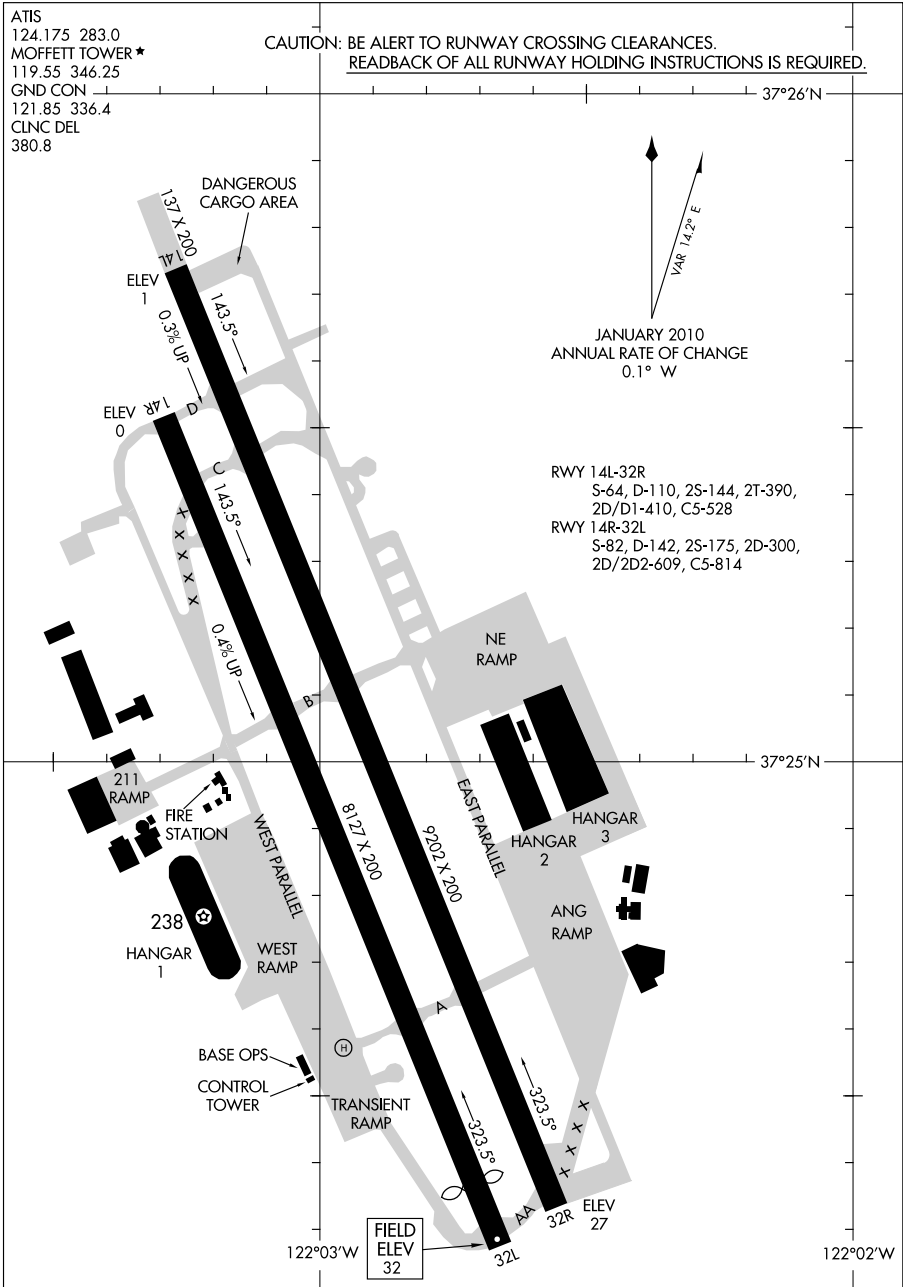 ATIS
124.175 283.0
MOFFETT TOWER ★
119.55 346.25
GND CON
121.85 336.4
CLNC DEL
380.8
CAUTION: BE ALERT TO RUNWAY CROSSING CLEARANCES.
READBACK OF ALL RUNWAY HOLDING INSTRUCTIONS IS REQUIRED.
37°26'N
VAR 14.2° E
JANUARY 2010
ANNUAL RATE OF CHANGE
0.1° W
DANGEROUS
CARGO AREA
137 X 200
14L
ELEV
1
0.3% UP
143.5°
ELEV
0
14R
D
C
143.5°
RWY 14L-32R
S-64, D-110, 2S-144, 2T-390,
2D/D1-410, C5-528
RWY 14R-32L
S-82, D-142, 2S-175, 2D-300,
2D/2D2-609, C5-814
X X X X X
0.4% UP
B
NE
RAMP
37°25'N
211
RAMP
FIRE
STATION
WEST PARALLEL
8127 X 200
9202 X 200
EAST PARALLEL
HANGAR
2
HANGAR
3
238
HANGAR
1
WEST
RAMP
ANG
RAMP
A
H
BASE OPS
CONTROL
TOWER
TRANSIENT
RAMP
323.5°
323.5°
X X X X
AA
32L
32R
ELEV
27
FIELD
ELEV
32
122°03'W
122°02'W